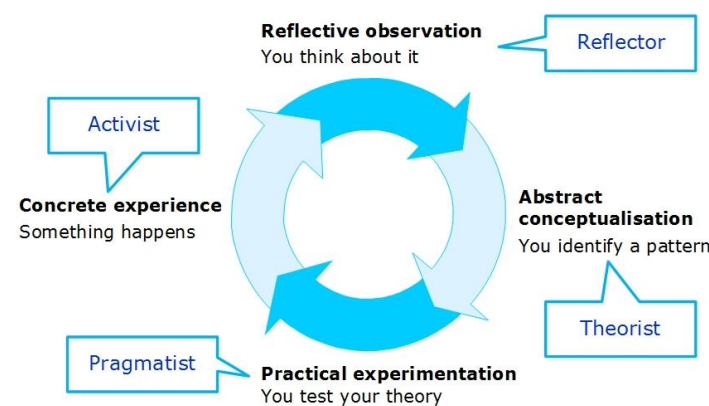 Reflective observation
You think about it
Reflector
Activist
Concrete experience
Something happens
Abstract
conceptualisation
You identify a pattern
Theorist
Pragmatist
Practical experimentation
You test your theory